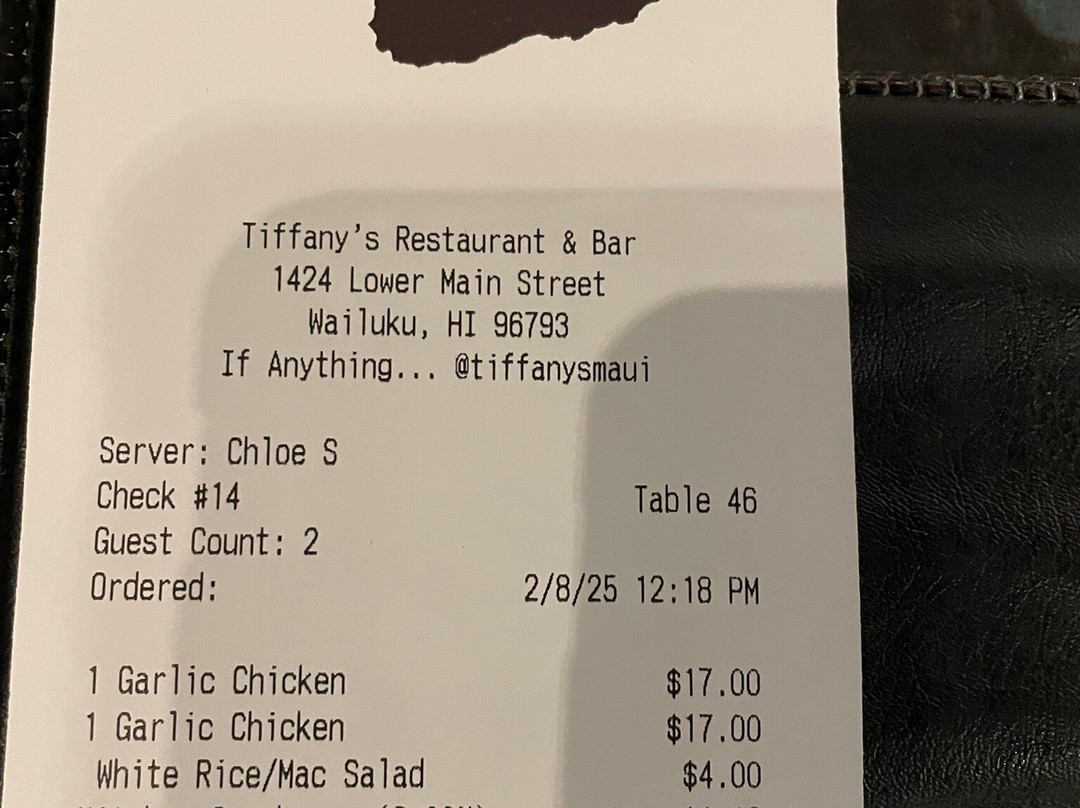 Tiffany's Restaurant & Bar
1424 Lower Main Street
Wailuku, HI 96793
If Anything... @tiffanysmaui
Server: Chloe S
Check #14 Table 46
Guest Count: 2
Ordered: 2/8/25 12:18 PM
1 Garlic Chicken $17.00
1 Garlic Chicken $17.00
White Rice/Mac Salad $4.00